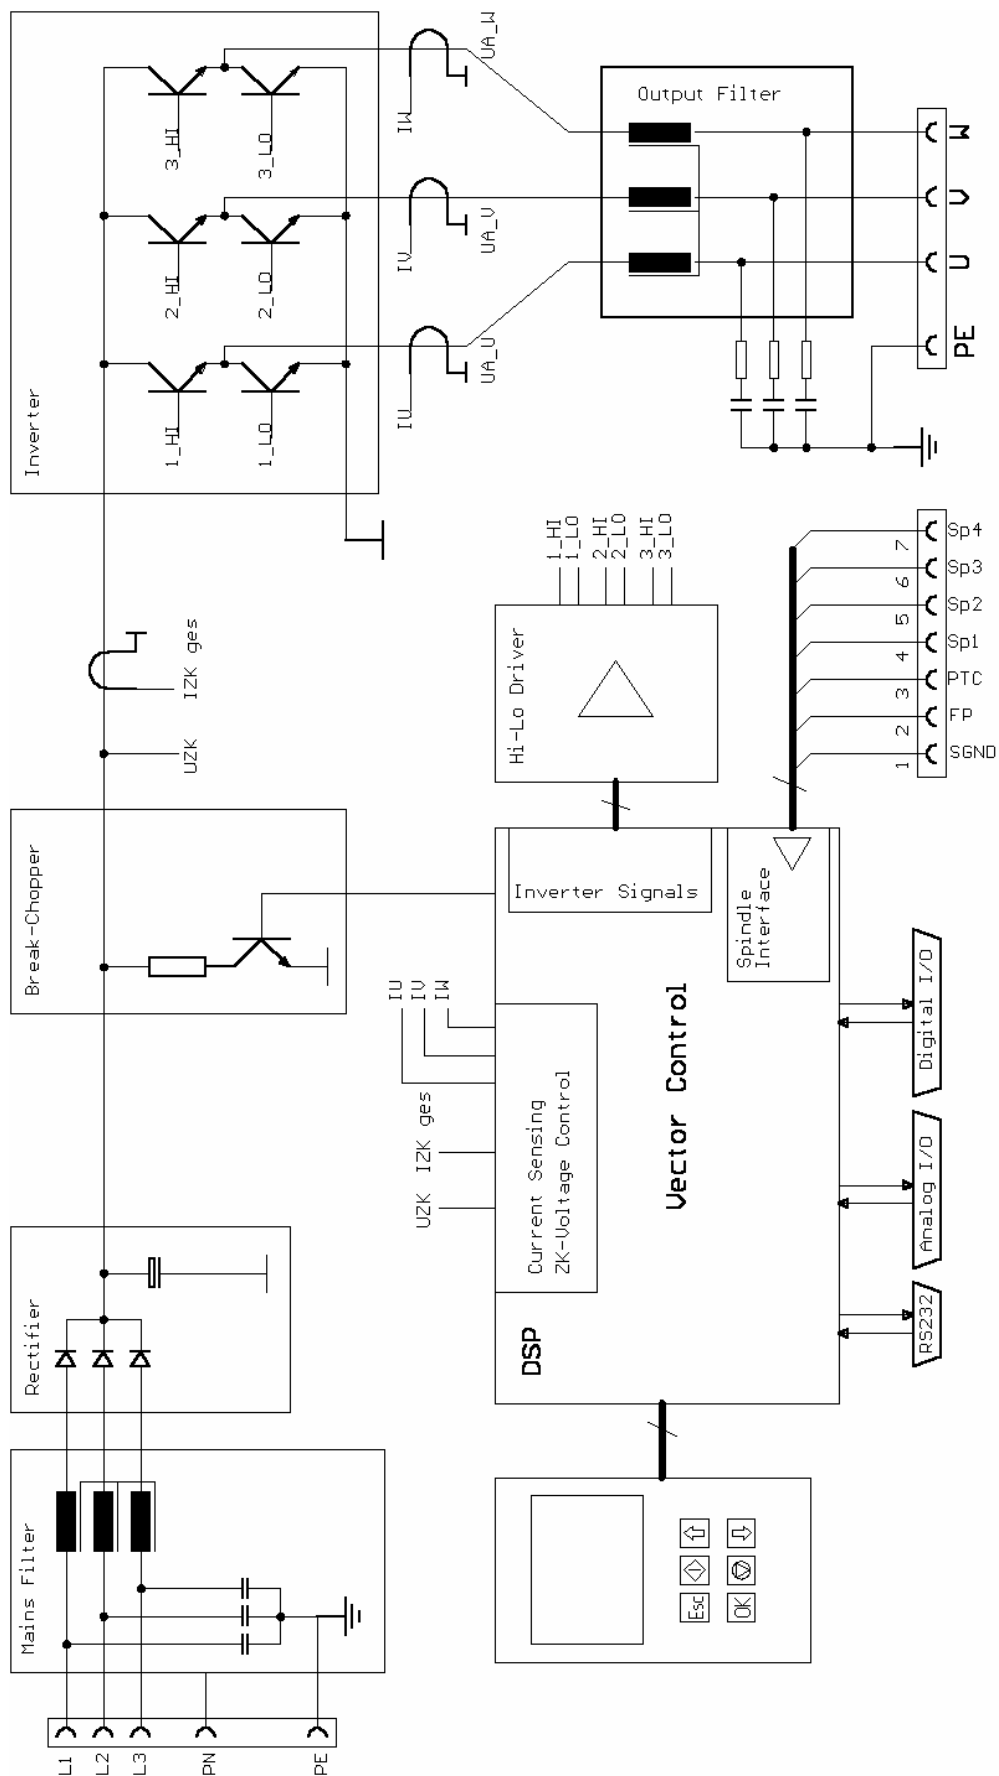 Inverter
1_HI
1_LO
2_HI
2_LO
3_HI
3_LO
IU
UA_U
IV
UA_V
IW
UA_W
Output Filter
W
V
U
PE
IZK ges
UZK
Break-Chopper
Hi-Lo Driver
1_HI
1_LO
2_HI
2_LO
3_HI
3_LO
7
Sp4
6
Sp3
5
Sp2
4
Sp1
3
PTC
2
FP
1
SGND
Inverter Signals
Spindle
Interface
IU
IV
IW
IZK ges
UZK
Current Sensing
ZK-Voltage Control
Vector Control
DSP
Digital I/O
Analog I/O
RS232
Rectifier
Mains Filter
L1
L2
L3
PN
PE
Esc
OK